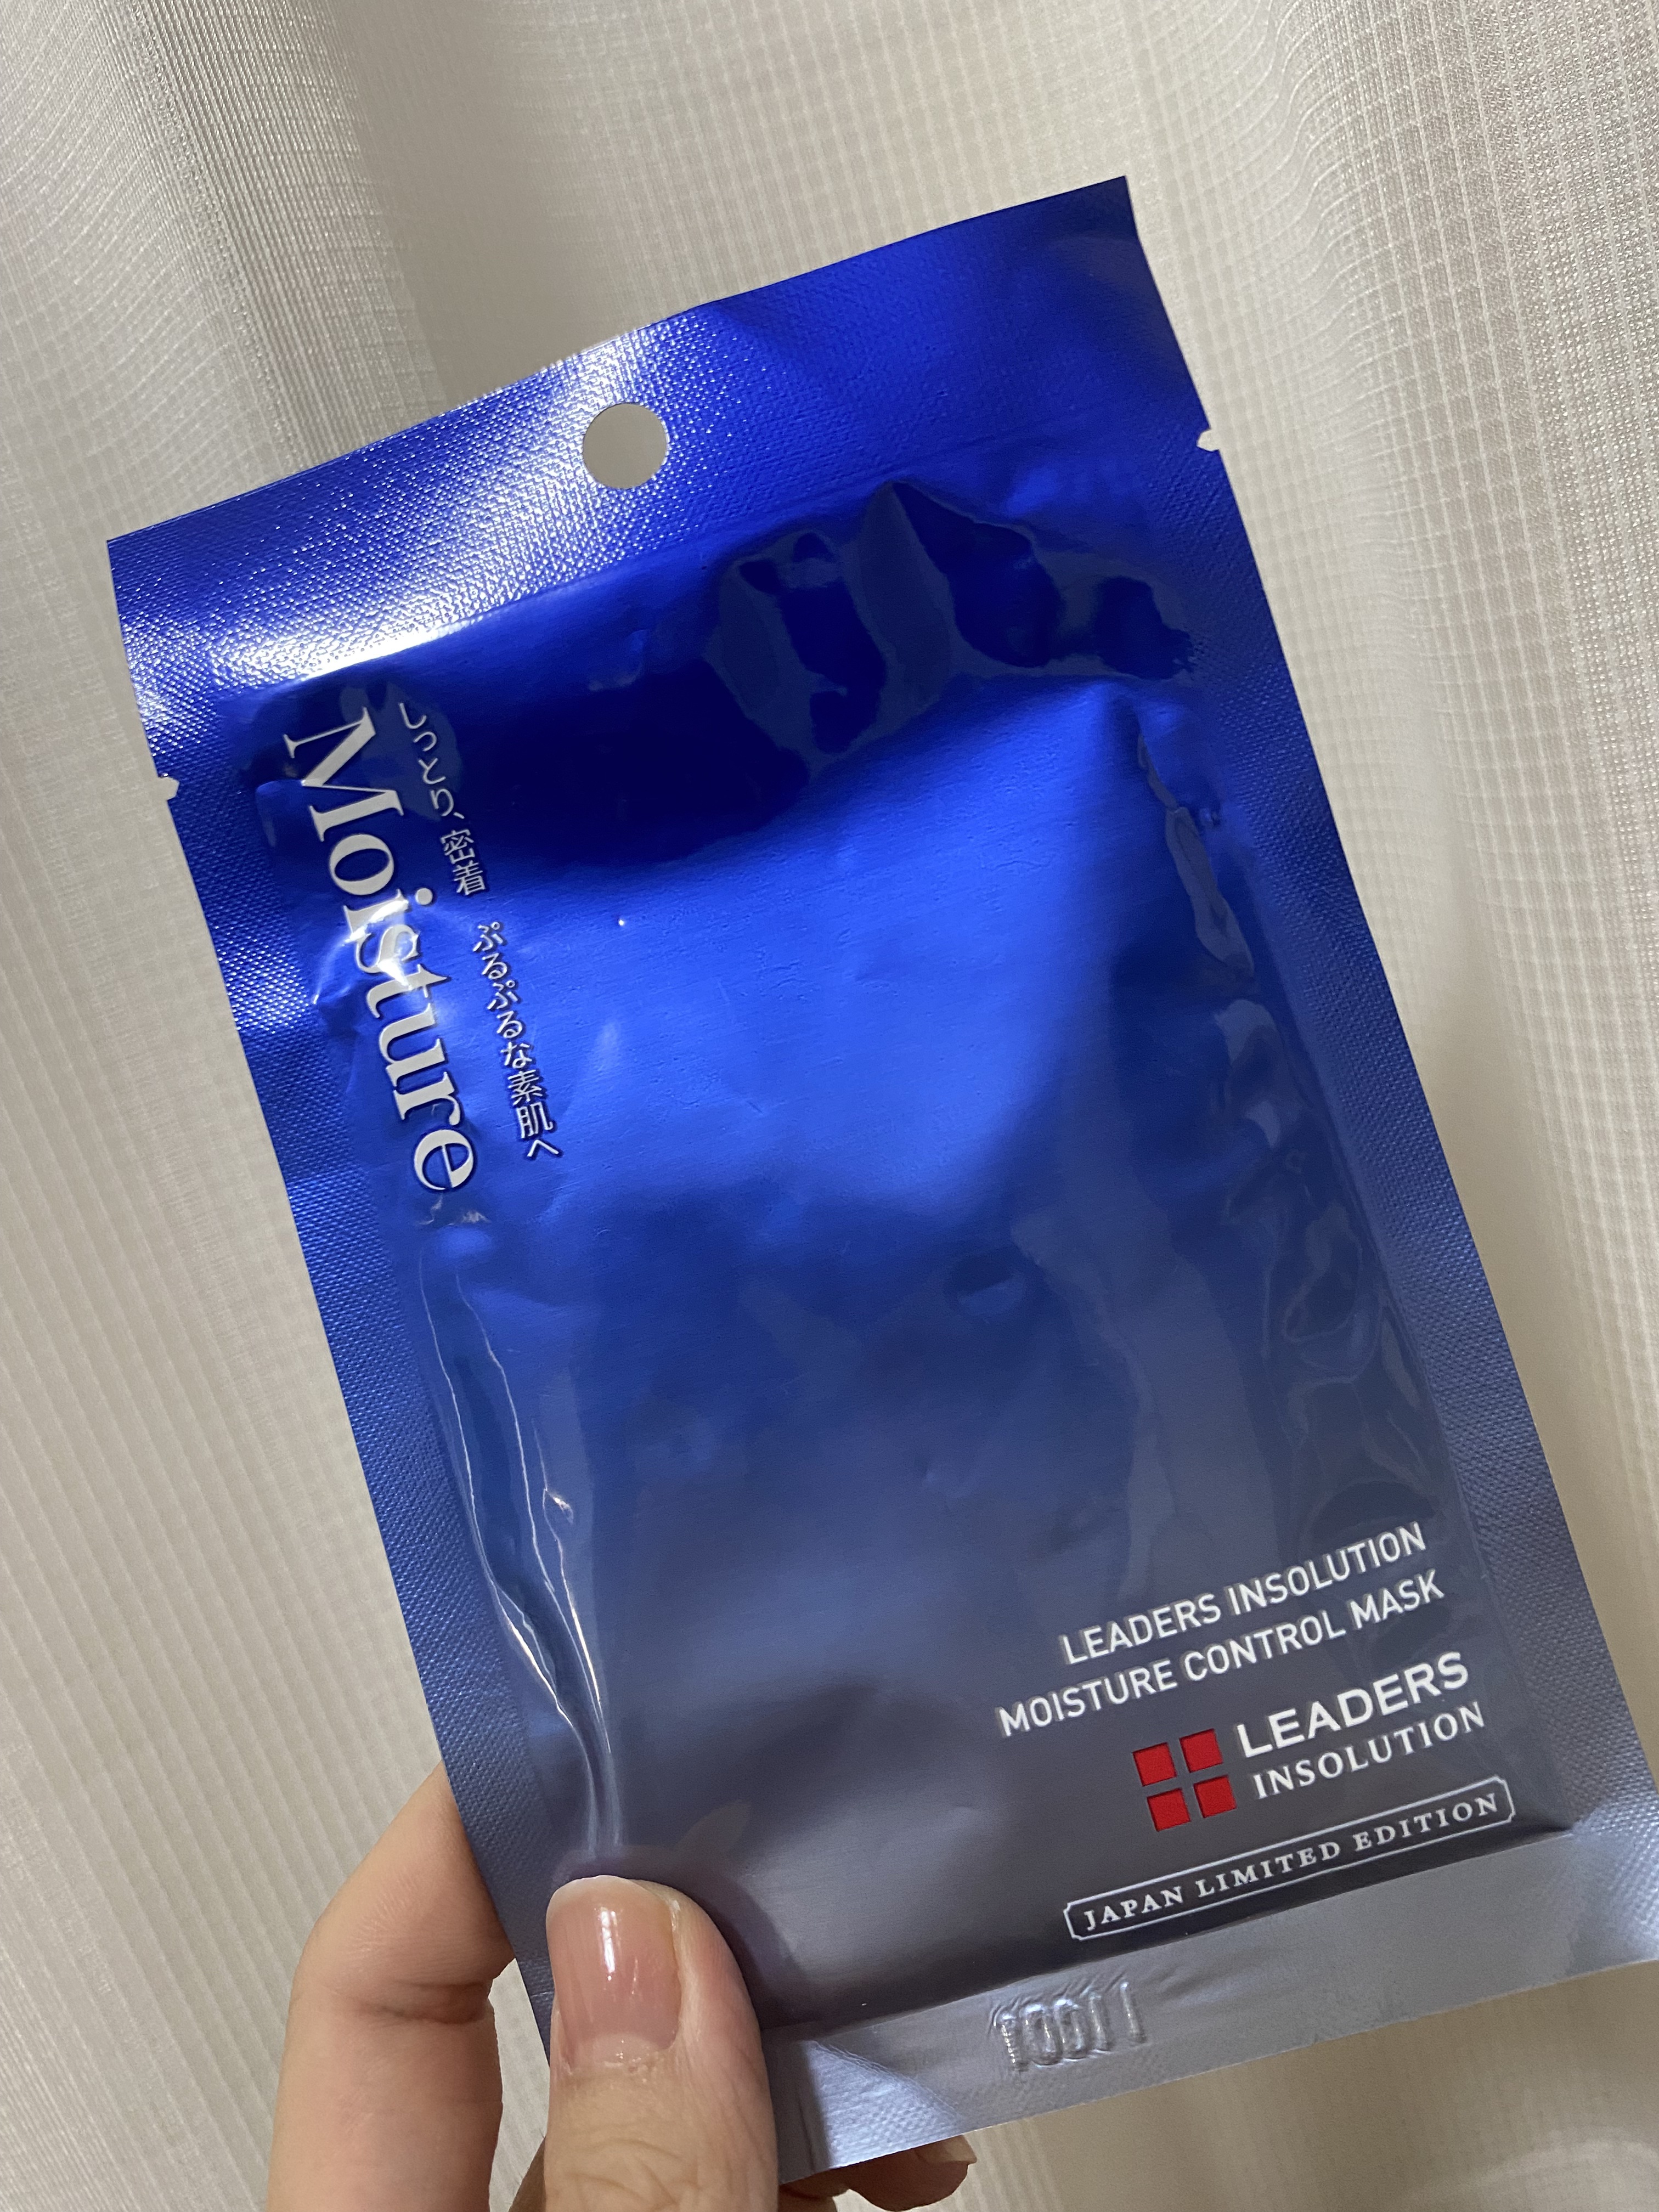 しっとり、密着　ぷるぷるな素肌へ
Moisture
LEADERS INSOLUTION
MOISTURE CONTROL MASK
LEADERS
INSOLUTION
JAPAN LIMITED EDITION